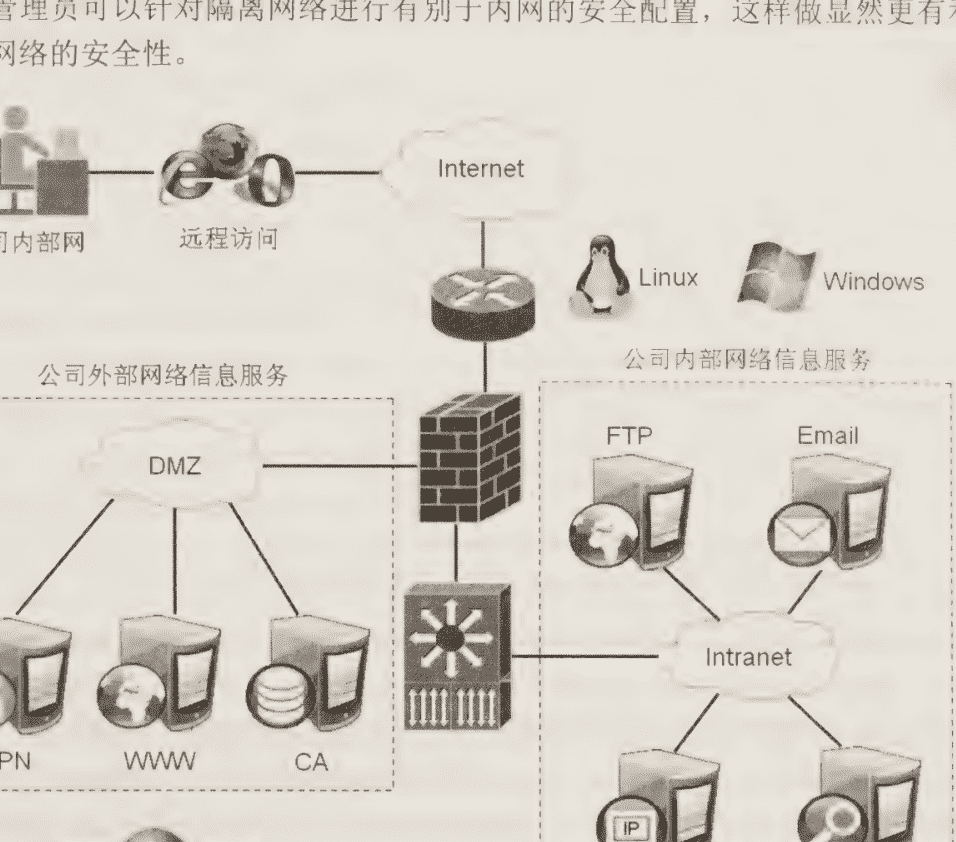 管理员可以针对隔离网络进行有别于内网的安全配置，这样做显然更有
网络的安全性。
Internet
司内部网
远程访问
Linux
Windows
公司外部网络信息服务
公司内部网络信息服务
FTP
Email
DMZ
Intranet
PN
WWW
CA
IP